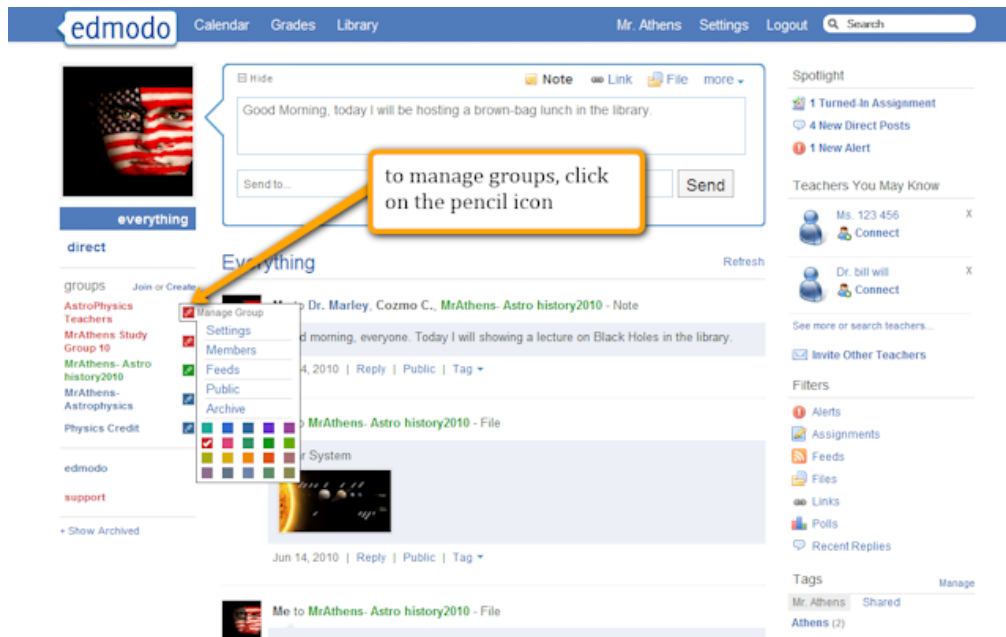 edmodo Calendar Grades Library Mr. Athens Settings Logout Search
Hide Note Link File more
Good Morning, today I will be hosting a brown-bag lunch in the library.
Send to... Send
to manage groups, click
on the pencil icon
everything
direct
groups Join or Create
AstroPhysics
Teachers
MrAthens Study
Group 10
MrAthens- Astro
history2010
MrAthens-
Astrophysics
Physics Credit
edmodo
support
+ Show Archived
Manage Group
Settings
Members
Feeds
Public
Archive
Everything Refresh
to Dr. Marley, Cozmo C., MrAthens- Astro history2010 - Note
morning, everyone. Today I will showing a lecture on Black Holes in the library.
4, 2010 | Reply | Public | Tag
MrAthens- Astro history2010 - File
System
Jun 14, 2010 | Reply | Public | Tag
Me to MrAthens- Astro history2010 - File
Spotlight
1 Turned-In Assignment
4 New Direct Posts
1 New Alert
Teachers You May Know
Ms. 123 456 X
Connect
Dr. bill will X
Connect
See more or search teachers...
Invite Other Teachers
Filters
Alerts
Assignments
Feeds
Files
Links
Polls
Recent Replies
Tags Manage
Mr. Athens Shared
Athens (2)